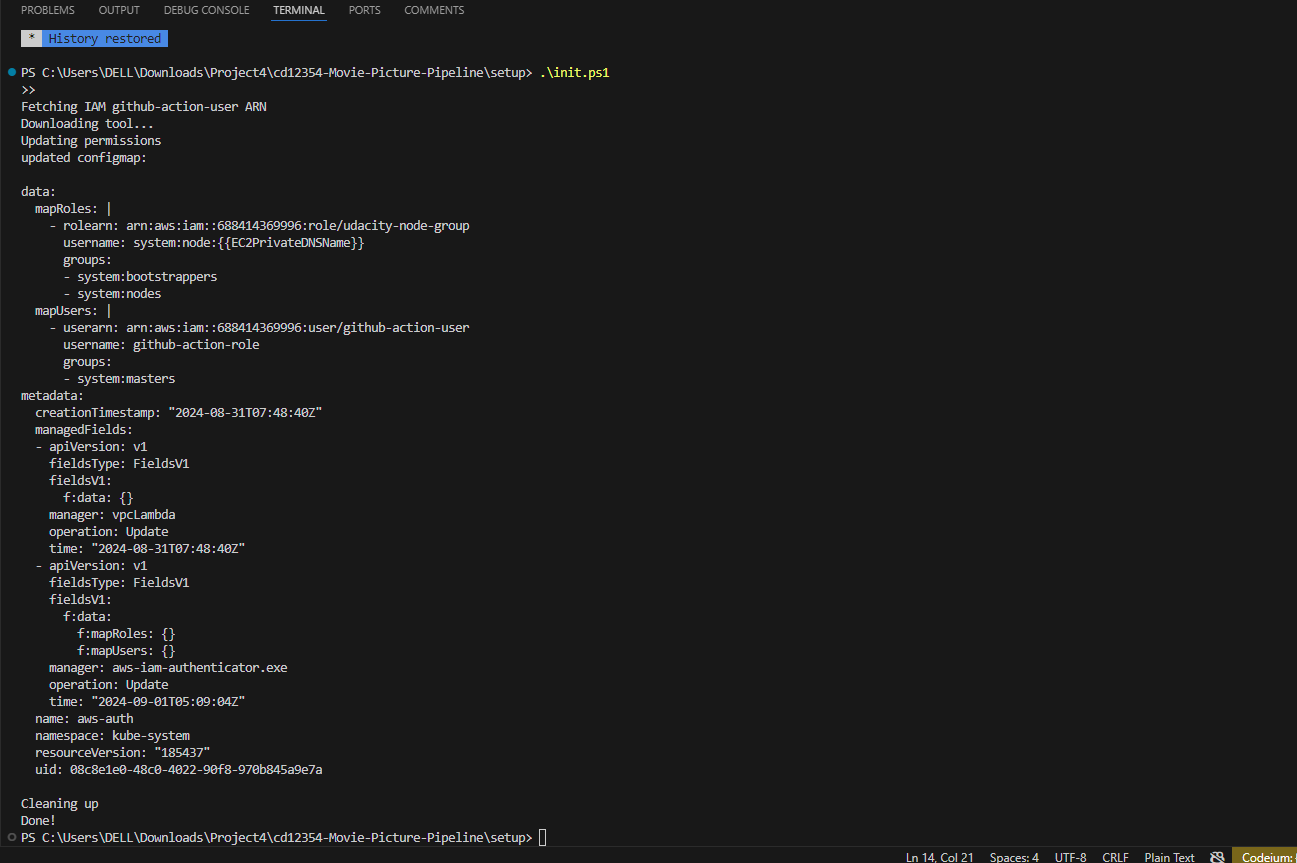 PROBLEMS OUTPUT DEBUG CONSOLE TERMINAL PORTS COMMENTS
* History restored
PS C:\Users\DELL\Downloads\Project4\cd12354-Movie-Picture-Pipeline\setup> .\init.ps1
>>
Fetching IAM github-action-user ARN
Downloading tool...
Updating permissions
updated configmap:
data:
  mapRoles: |
    - rolearn: arn:aws:iam::688414369996:role/udacity-node-group
      username: system:node:{{EC2PrivateDNSName}}
      groups:
      - system:bootstrappers
      - system:nodes
  mapUsers: |
    - userarn: arn:aws:iam::688414369996:user/github-action-user
      username: github-action-role
      groups:
      - system:masters
metadata:
  creationTimestamp: "2024-08-31T07:48:40Z"
  managedFields:
  - apiVersion: v1
    fieldsType: FieldsV1
    fieldsV1:
      f:data: {}
    manager: vpcLambda
    operation: Update
    time: "2024-08-31T07:48:40Z"
  - apiVersion: v1
    fieldsType: FieldsV1
    fieldsV1:
      f:data:
        f:mapRoles: {}
        f:mapUsers: {}
    manager: aws-iam-authenticator.exe
    operation: Update
    time: "2024-09-01T05:09:04Z"
  name: aws-auth
  namespace: kube-system
  resourceVersion: "185437"
  uid: 08c8e1e0-48c0-4022-90f8-970b845a9e7a
Cleaning up
Done!
PS C:\Users\DELL\Downloads\Project4\cd12354-Movie-Picture-Pipeline\setup>
Ln 14, Col 21 Spaces: 4 UTF-8 CRLF Plain Text Codeium: